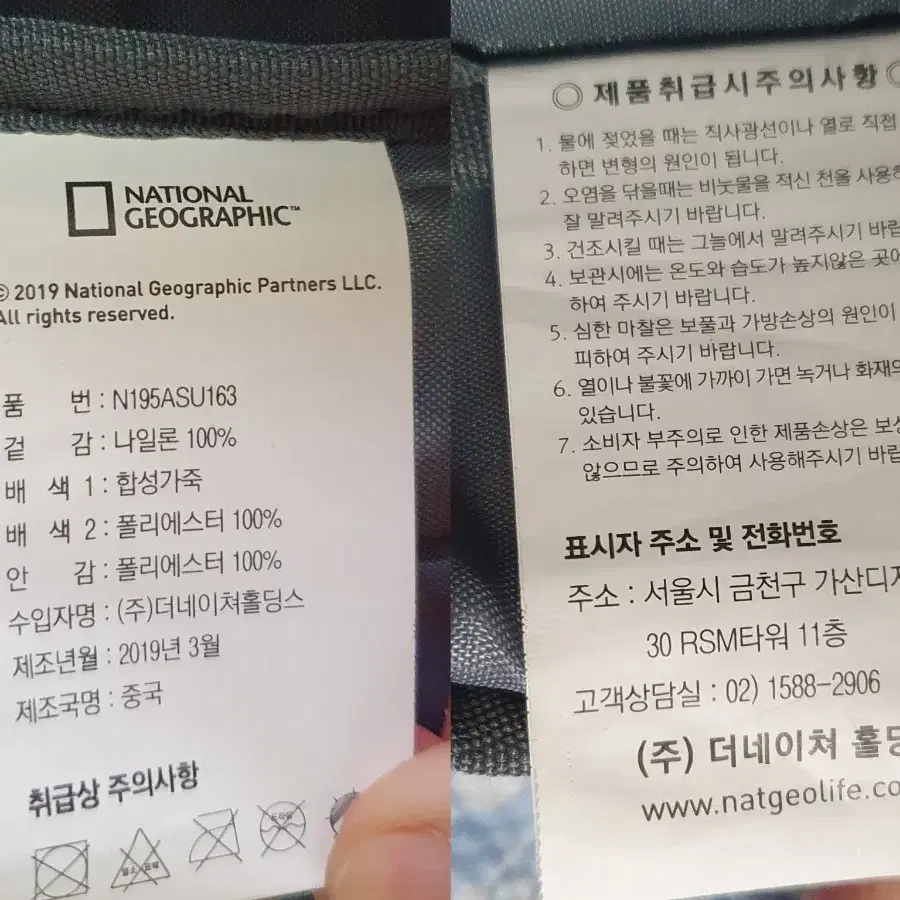 NATIONAL
GEOGRAPHIC™
© 2019 National Geographic Partners LLC.
All rights reserved.
품 번 : N195ASU163
겉 감 : 나일론 100%
배 색 1 : 합성가죽
배 색 2 : 폴리에스터 100%
안 감 : 폴리에스터 100%
수입자명 : (주)더네이쳐홀딩스
제조년월 : 2019년 3월
제조국명 : 중국
취급상 주의사항
염소 표백
드라이
◎ 제품취급시주의사항 ◎
1. 물에 젖었을 때는 직사광선이나 열로 직접
하면 변형의 원인이 됩니다.
2. 오염을 닦을때는 비눗물을 적신 천을 사용하
잘 말려주시기 바랍니다.
3. 건조시킬 때는 그늘에서 말려주시기 바랍
4. 보관시에는 온도와 습도가 높지않은 곳에
하여 주시기 바랍니다.
5. 심한 마찰은 보풀과 가방손상의 원인이
피하여 주시기 바랍니다.
6. 열이나 불꽃에 가까이 가면 녹거나 화재의
있습니다.
7. 소비자 부주의로 인한 제품손상은 보상
않으므로 주의하여 사용해주시기 바랍
표시자 주소 및 전화번호
주소 : 서울시 금천구 가산디지
30 RSM타워 11층
고객상담실 : 02) 1588-2906
(주) 더네이쳐 홀딩
www.natgeolife.co